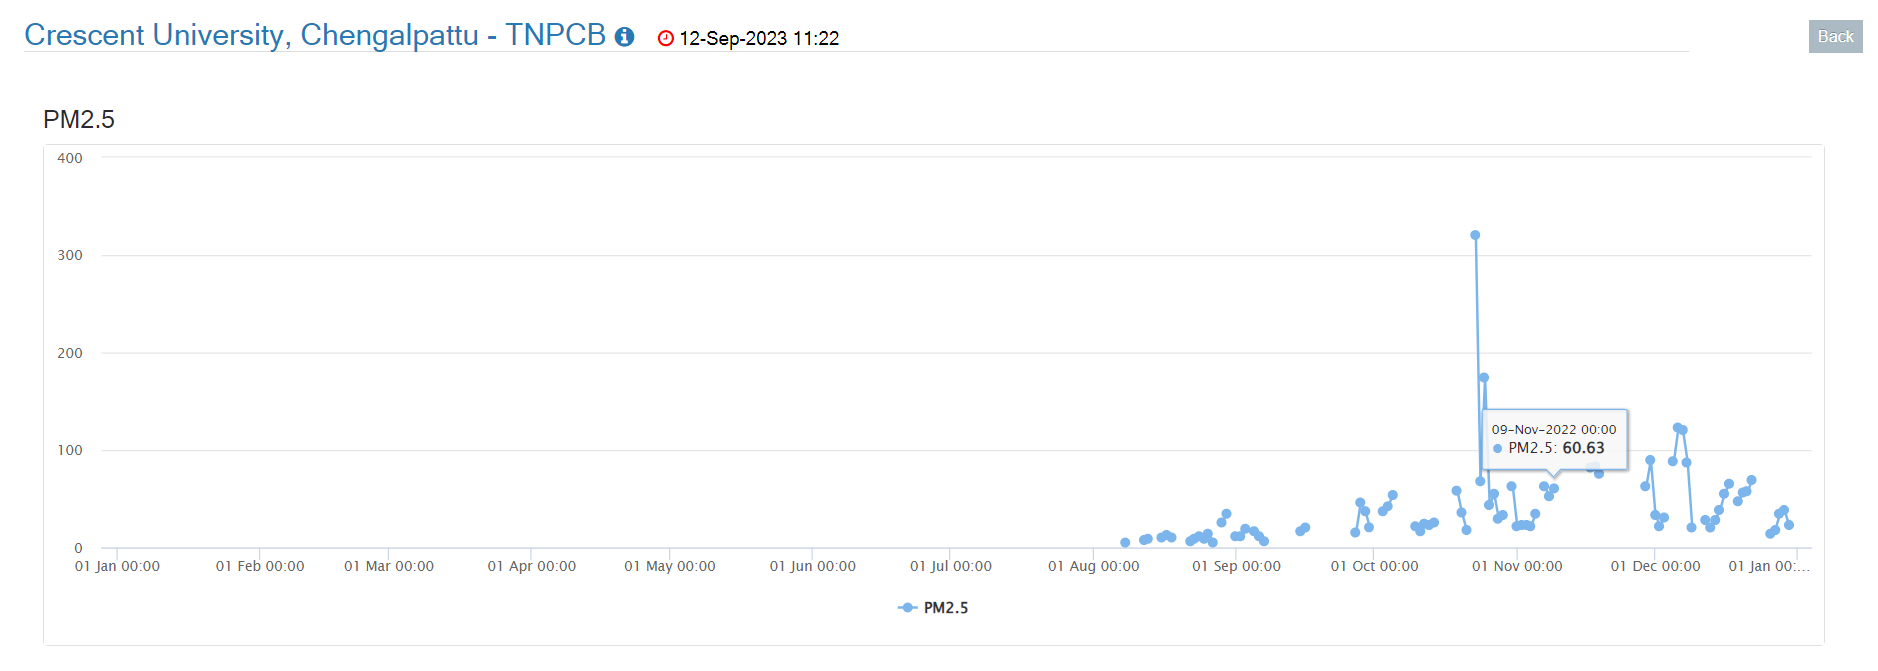 Crescent University, Chengalpattu - TNPCB 12-Sep-2023 11:22 Back
PM2.5
400
300
200
100
0
09-Nov-2022 00:00
PM2.5: 60.63
01 Jan 00:00 01 Feb 00:00 01 Mar 00:00 01 Apr 00:00 01 May 00:00 01 Jun 00:00 01 Jul 00:00 01 Aug 00:00 01 Sep 00:00 01 Oct 00:00 01 Nov 00:00 01 Dec 00:00 01 Jan 00:...
PM2.5